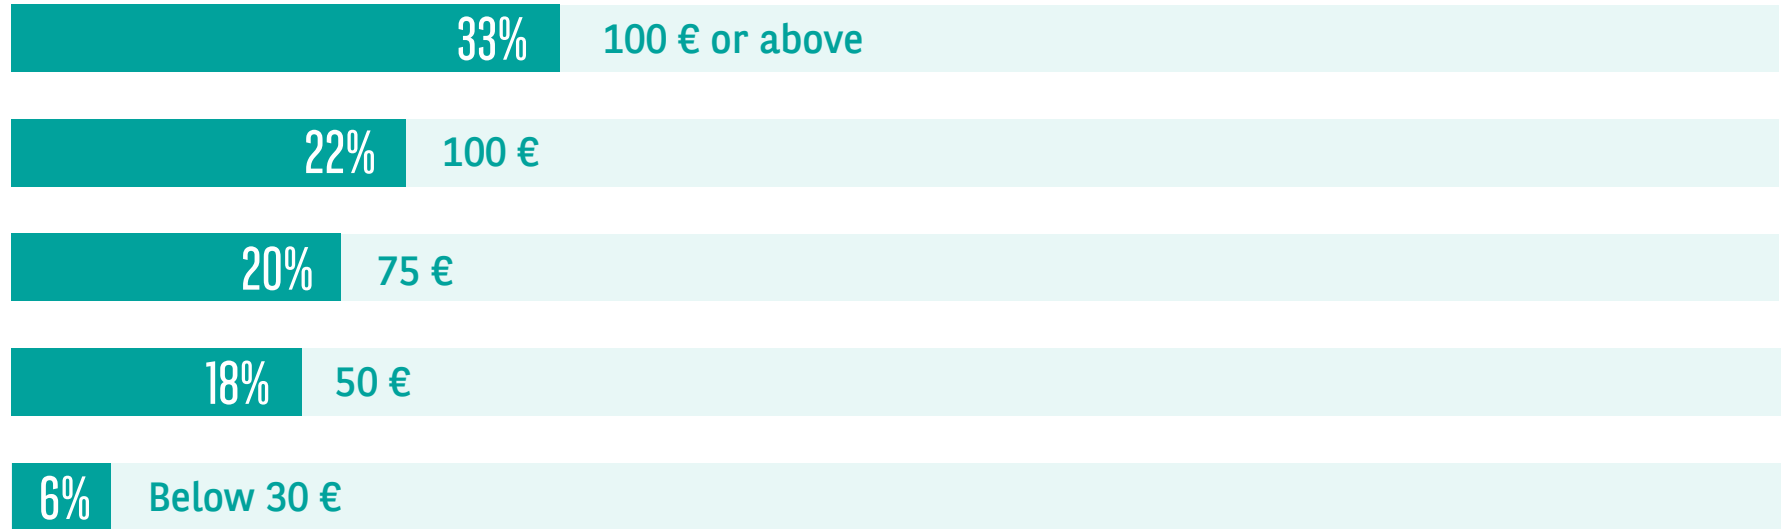 33% 100 € or above
22% 100 €
20% 75 €
18% 50 €
6% Below 30 €